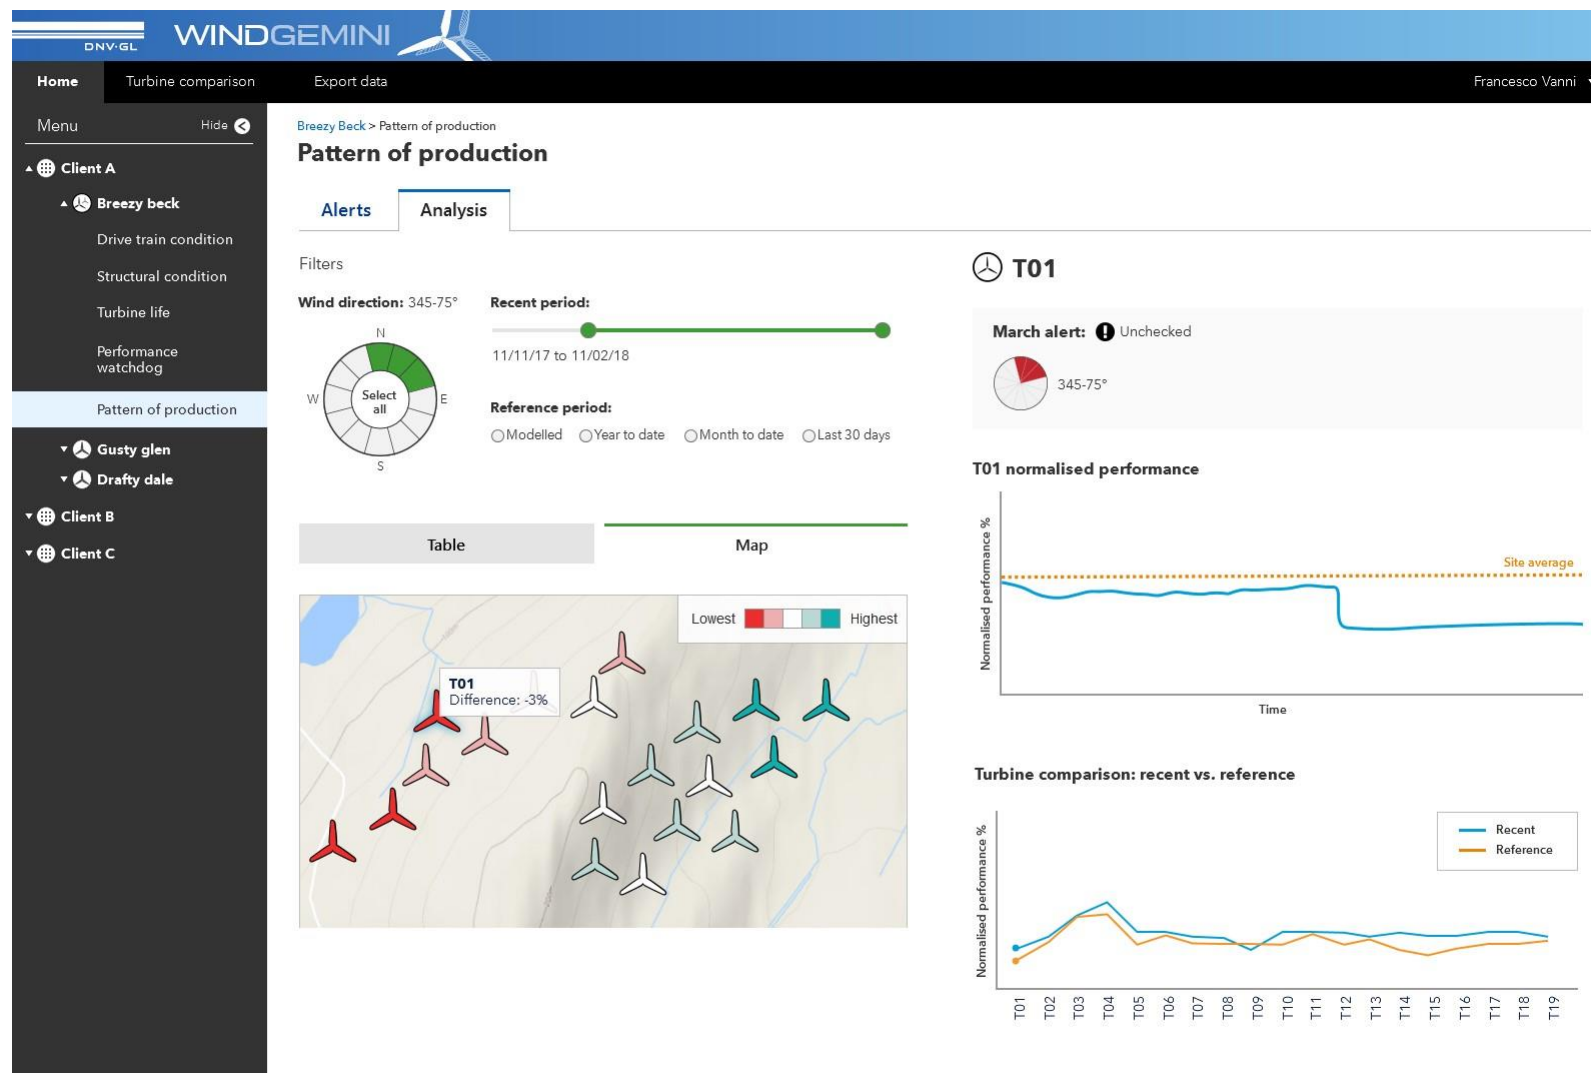 DNV·GL
WINDGEMINI
Home
Turbine comparison
Export data
Francesco Vanni
Menu
Hide
Client A
Breezy beck
Drive train condition
Structural condition
Turbine life
Performance
watchdog
Pattern of production
Gusty glen
Drafty dale
Client B
Client C
Breezy Beck > Pattern of production
Pattern of production
Alerts
Analysis
Filters
Wind direction: 345-75°
N
W
E
S
Select
all
Recent period:
11/11/17 to 11/02/18
Reference period:
Modelled
Year to date
Month to date
Last 30 days
Table
Map
Lowest
Highest
T01
Difference: -3%
T01
March alert:
Unchecked
345-75°
T01 normalised performance
Normalised performance %
Site average
Time
Turbine comparison: recent vs. reference
Normalised performance %
Recent
Reference
T01
T02
T03
T04
T05
T06
T07
T08
T09
T10
T11
T12
T13
T14
T15
T16
T17
T18
T19